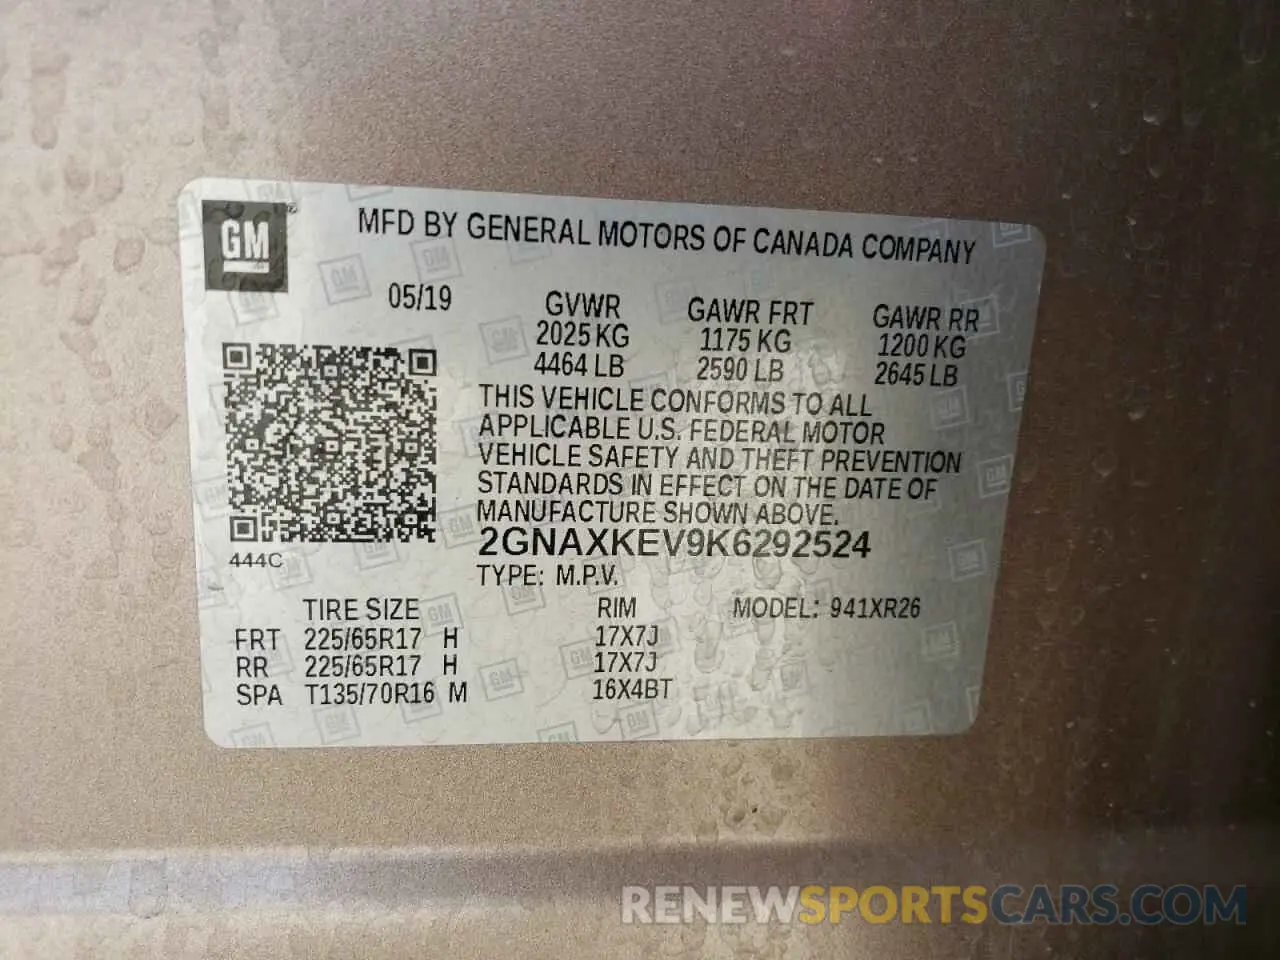 GM
MFD BY GENERAL MOTORS OF CANADA COMPANY
05/19 GVWR GAWR FRT GAWR RR
2025 KG 1175 KG 1200 KG
4464 LB 2590 LB 2645 LB
THIS VEHICLE CONFORMS TO ALL
APPLICABLE U.S. FEDERAL MOTOR
VEHICLE SAFETY AND THEFT PREVENTION
STANDARDS IN EFFECT ON THE DATE OF
MANUFACTURE SHOWN ABOVE.
2GNAXKEV9K6292524
444C
TYPE: M.P.V.
TIRE SIZE RIM MODEL: 941XR26
FRT 225/65R17 H 17X7J
RR 225/65R17 H 17X7J
SPA T135/70R16 M 16X4BT
RENEWSPORTSCARS.COM